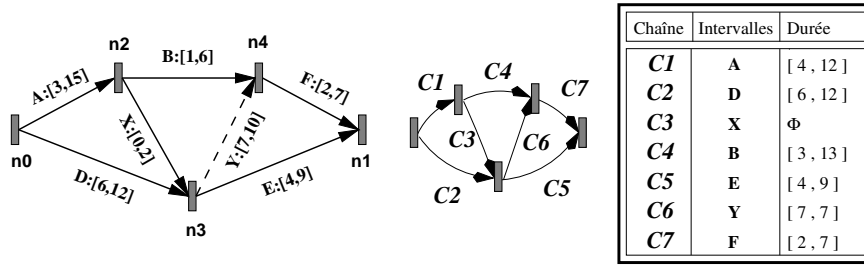 n2
n4
B:[1,6]
A:[3,15]
F:[2,7]
X:[0,2]
Y:[7,10]
n0
n1
D:[6,12]
E:[4,9]
n3
C1
C4
C7
C3
C6
C2
C5
Chaîne Intervalles Durée
C1 A [ 4 , 12 ]
C2 D [ 6 , 12 ]
C3 X Φ
C4 B [ 3 , 13 ]
C5 E [ 4 , 9 ]
C6 Y [ 7 , 7 ]
C7 F [ 2 , 7 ]